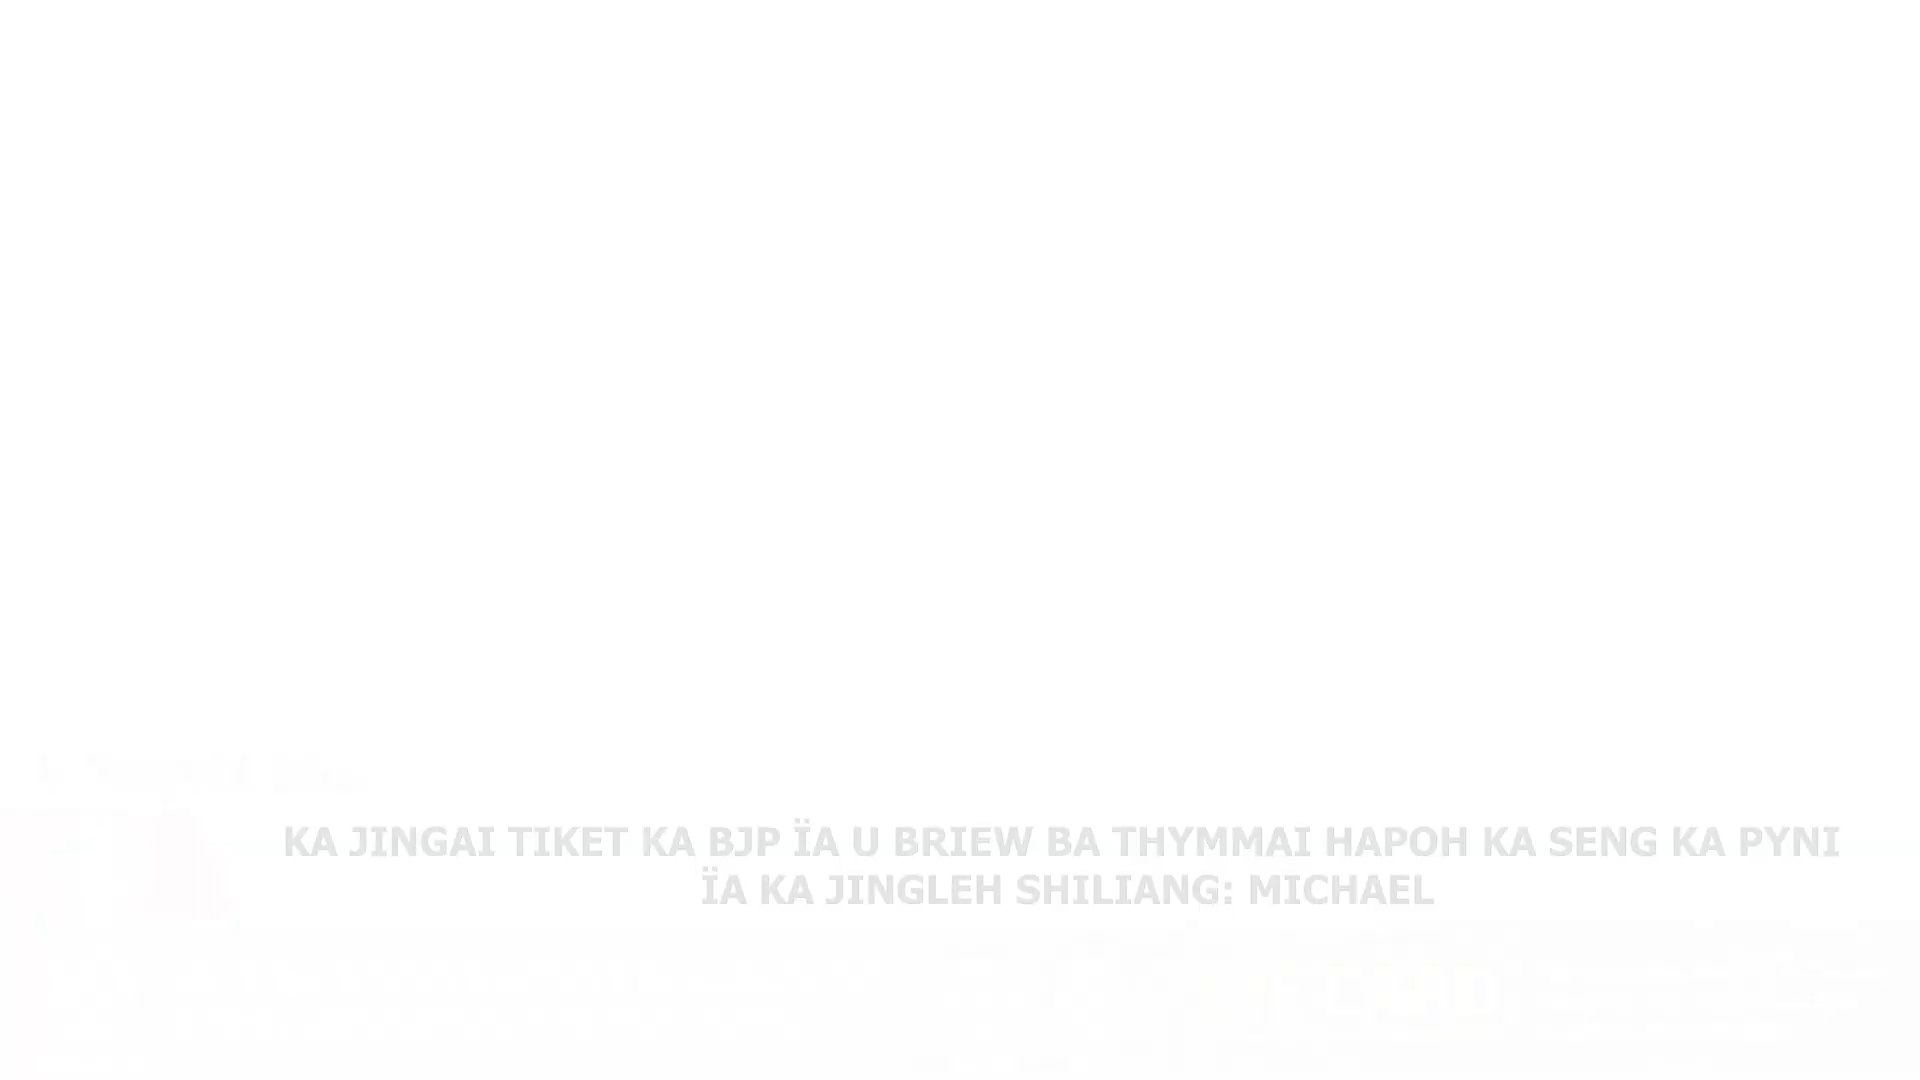 KA JINGAI TIKET KA BJP ÏA U BRIEW BA THYMMAI HAPOH KA SENG KA PYNI
ÏA KA JINGLEH SHILIANG: MICHAEL